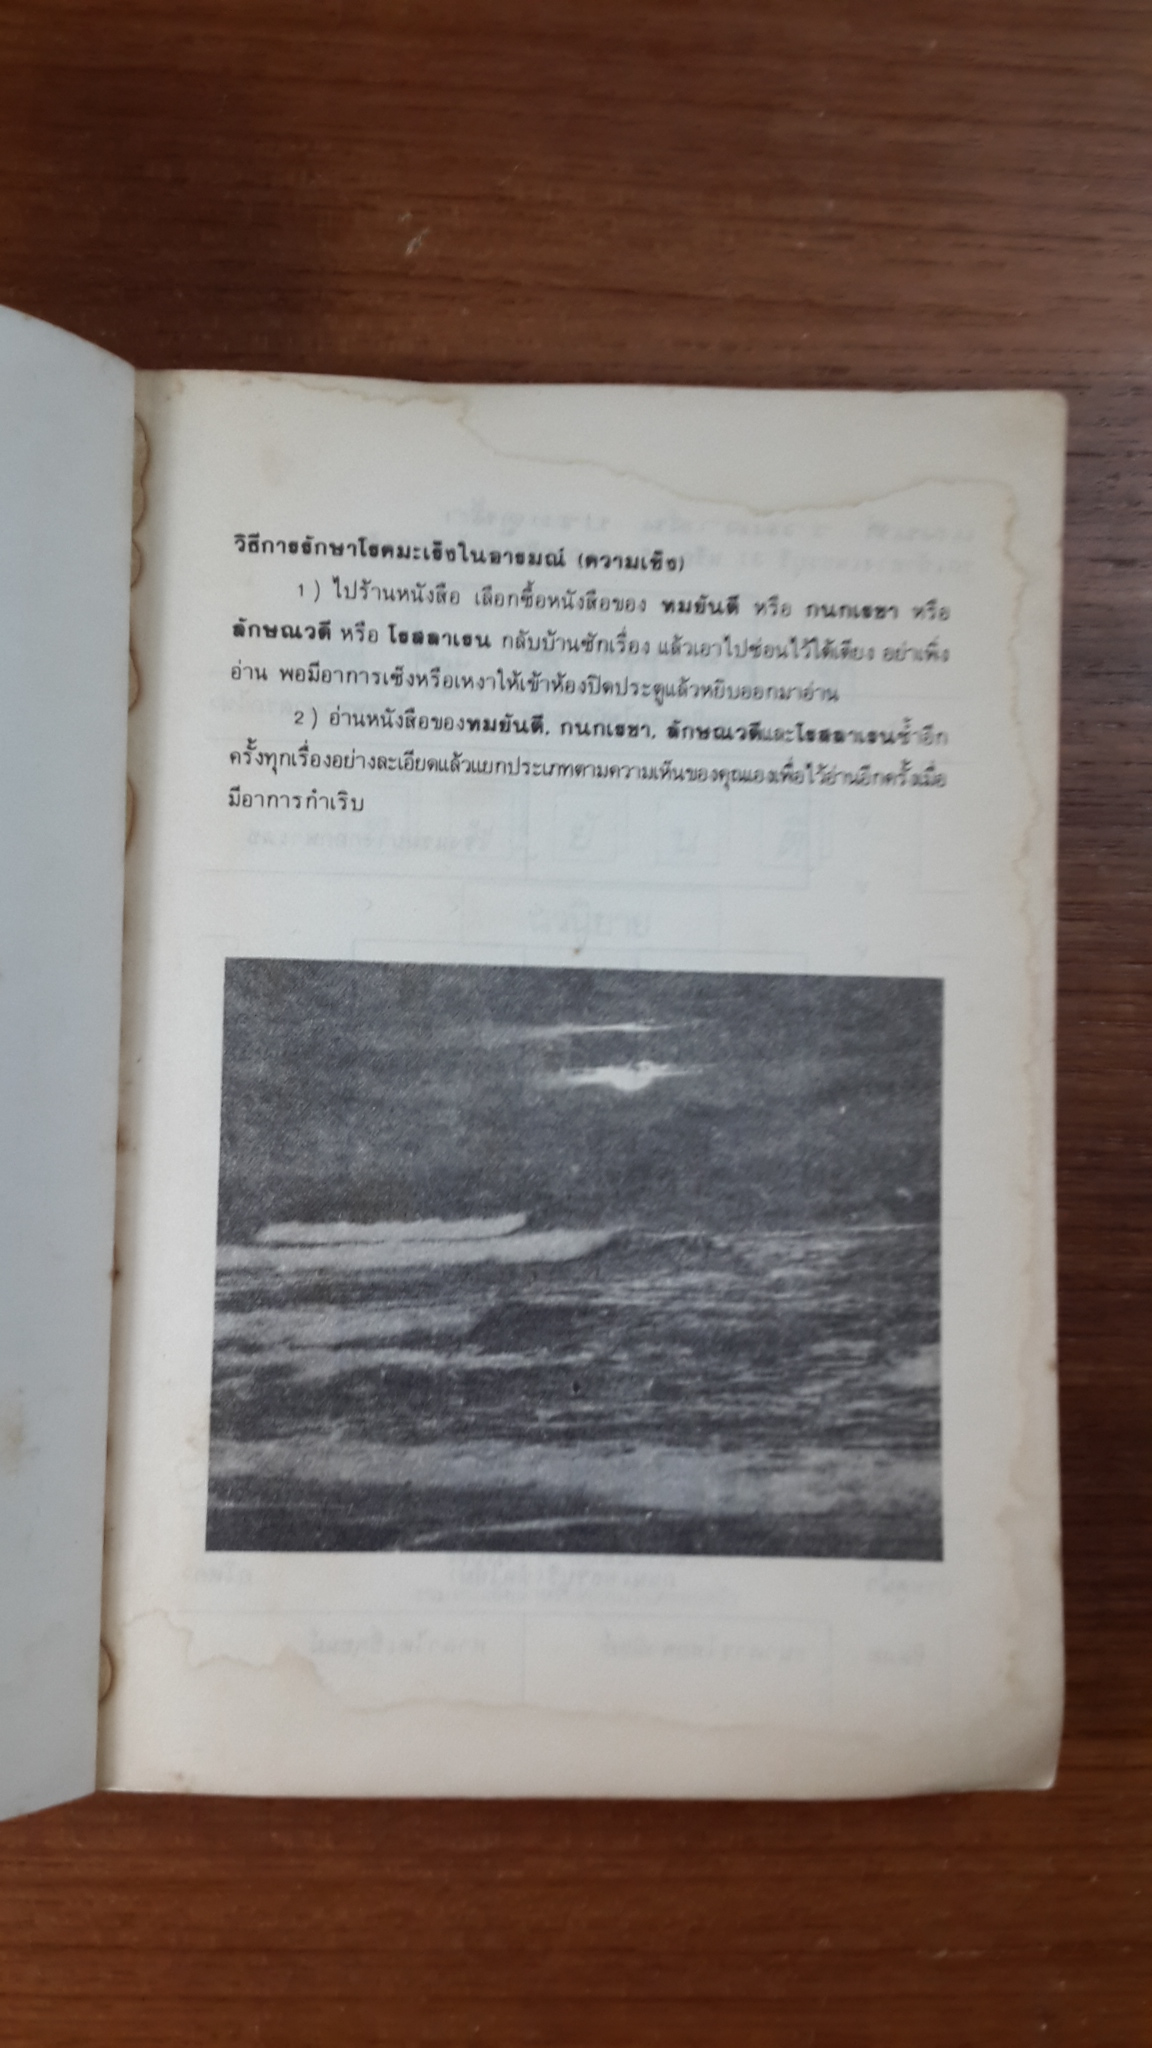 วิธีการรักษาโรคมะเร็งในอารมณ์ (ความเซ็ง)
1) ไปร้านหนังสือ เลือกซื้อหนังสือของ ทมยันตี หรือ กนกเรขา หรือ
ลักษณวดี หรือ โรสลาเรน กลับบ้านซักเรื่อง แล้วเอาไปซ่อนไว้ใต้เตียง อย่าเพิ่ง
อ่าน พอมีอาการเซ็งหรือเหงาให้เข้าห้องปิดประตูแล้วหยิบออกมาอ่าน
2) อ่านหนังสือของทมยันตี, กนกเรขา, ลักษณวดีและโรสลาเรนซ้ำอีก
ครั้งทุกเรื่องอย่างละเอียดแล้วแยกประเภทตามความเห็นของคุณเองเพื่อไว้อ่านอีกครั้งเมื่อ
มีอาการกำเริบ